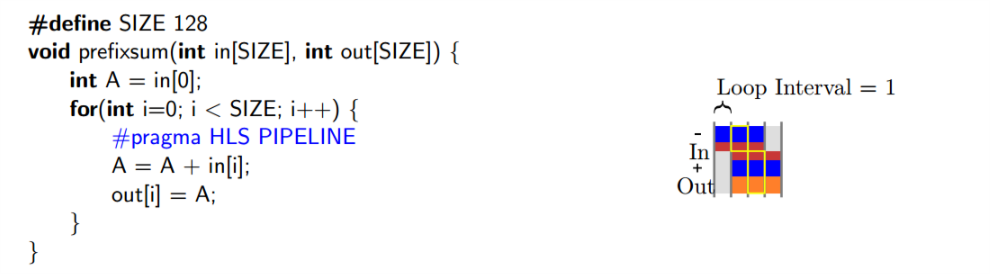 #define SIZE 128
void prefixsum(int in[SIZE], int out[SIZE]) {
int A = in[0];
for(int i=0; i < SIZE; i++) {
#pragma HLS PIPELINE
A = A + in[i];
out[i] = A;
}
}
Loop Interval = 1
-
In
+
Out